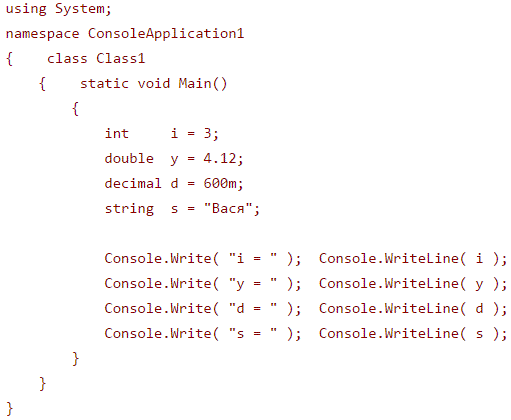 using System;
namespace ConsoleApplication1
{    class Class1
    {    static void Main()
        {
            int     i = 3;
            double  y = 4.12;
            decimal d = 600m;
            string  s = "Вася";

            Console.Write( "i = " );  Console.WriteLine( i );
            Console.Write( "y = " );  Console.WriteLine( y );
            Console.Write( "d = " );  Console.WriteLine( d );
            Console.Write( "s = " );  Console.WriteLine( s );
        }
    }
}